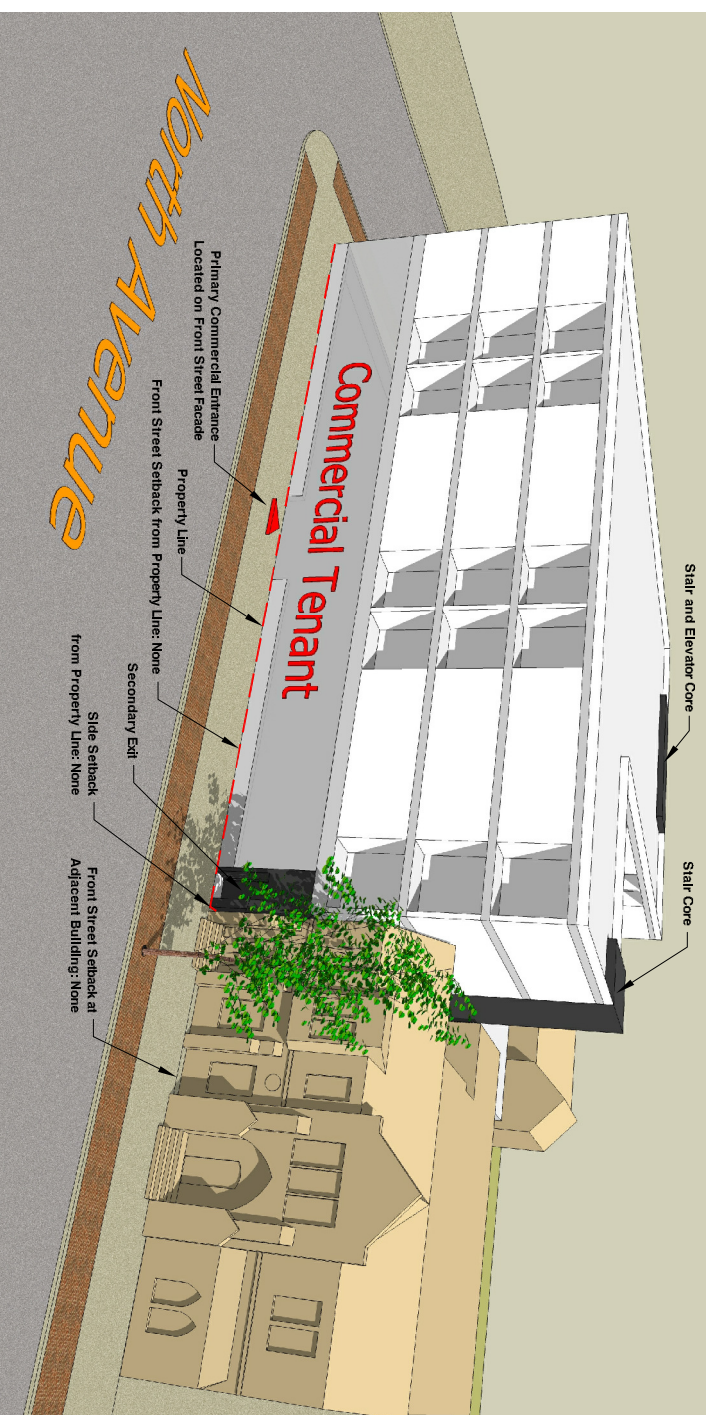 Stair and Elevator Core
Stair Core
Commercial Tenant
Primary Commercial Entrance
Located on Front Street Facade
Property Line
Front Street Setback from Property Line: None
Secondary Exit
Side Setback
from Property Line: None
Front Street Setback at
Adjacent Building: None
North Avenue